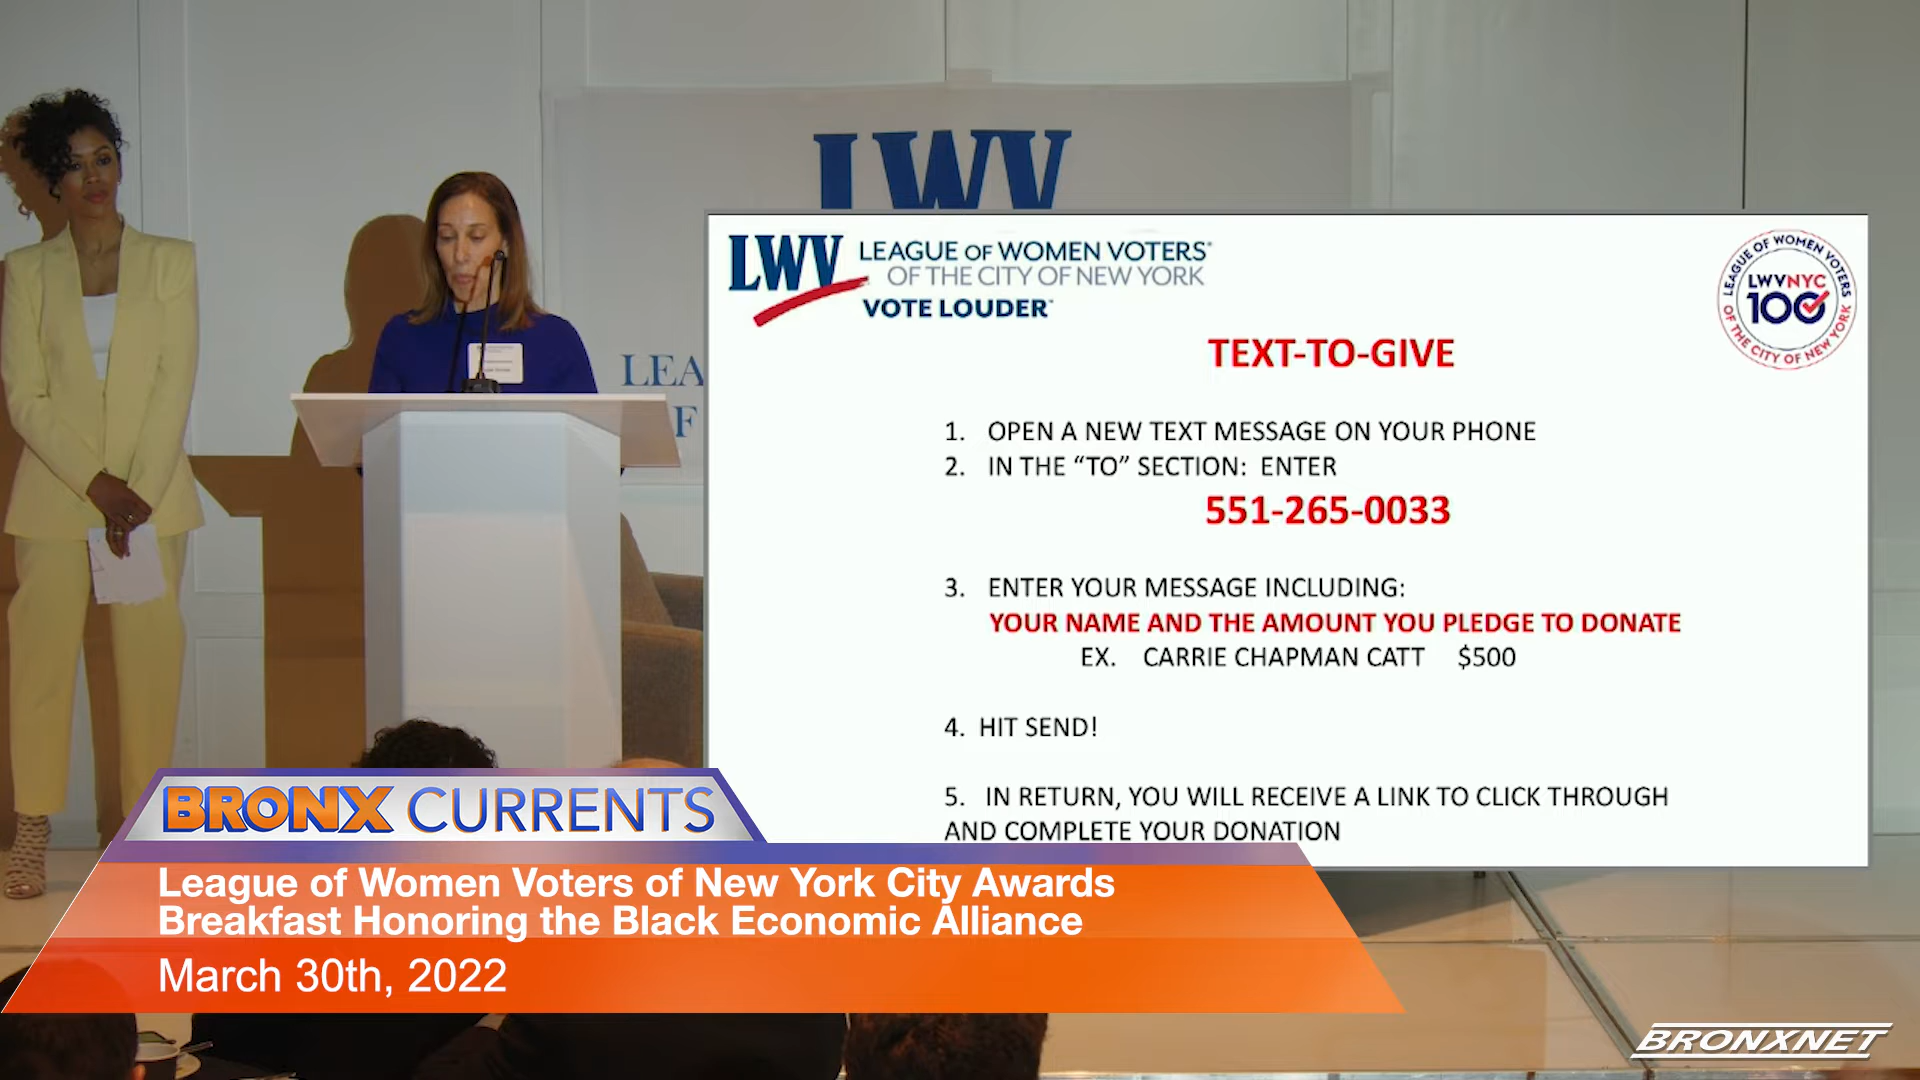 LWV
LEA
F
LWV LEAGUE OF WOMEN VOTERS®
OF THE CITY OF NEW YORK
VOTE LOUDER™
LEAGUE OF WOMEN VOTERS
OF THE CITY OF NEW YORK
LWVNYC
100
TEXT-TO-GIVE
1. OPEN A NEW TEXT MESSAGE ON YOUR PHONE
2. IN THE “TO” SECTION: ENTER
551-265-0033
3. ENTER YOUR MESSAGE INCLUDING:
YOUR NAME AND THE AMOUNT YOU PLEDGE TO DONATE
EX. CARRIE CHAPMAN CATT $500
4. HIT SEND!
5. IN RETURN, YOU WILL RECEIVE A LINK TO CLICK THROUGH
AND COMPLETE YOUR DONATION
BRONX CURRENTS
League of Women Voters of New York City Awards
Breakfast Honoring the Black Economic Alliance
March 30th, 2022
BRONXNET